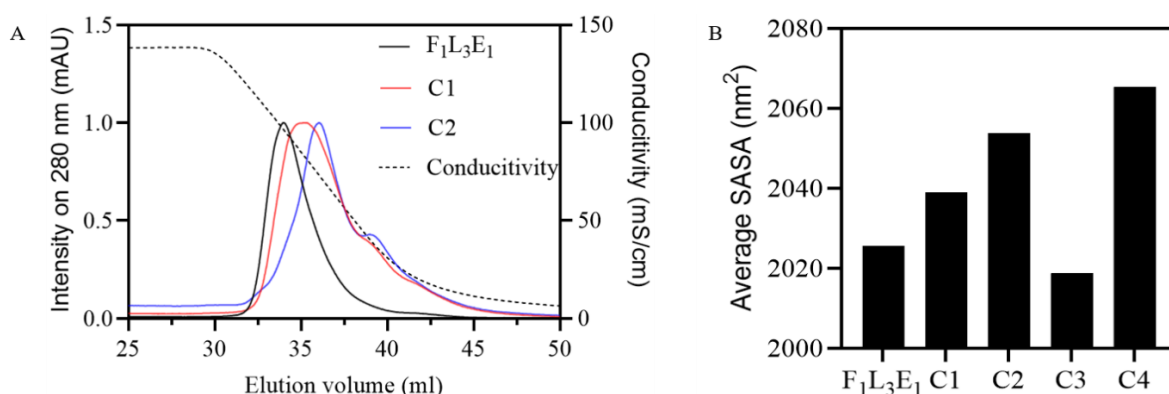 A
Intensity on 280 nm (mAU)
1.5
1.0
0.5
0.0
25
30
35
40
45
50
Elution volume (ml)
150
100
50
0
Conductivity (mS/cm)
F₁L₃E₁
C1
C2
Conducitivity
B
Average SASA (nm²)
2080
2060
2040
2020
2000
F₁L₃E₁ C1 C2 C3 C4